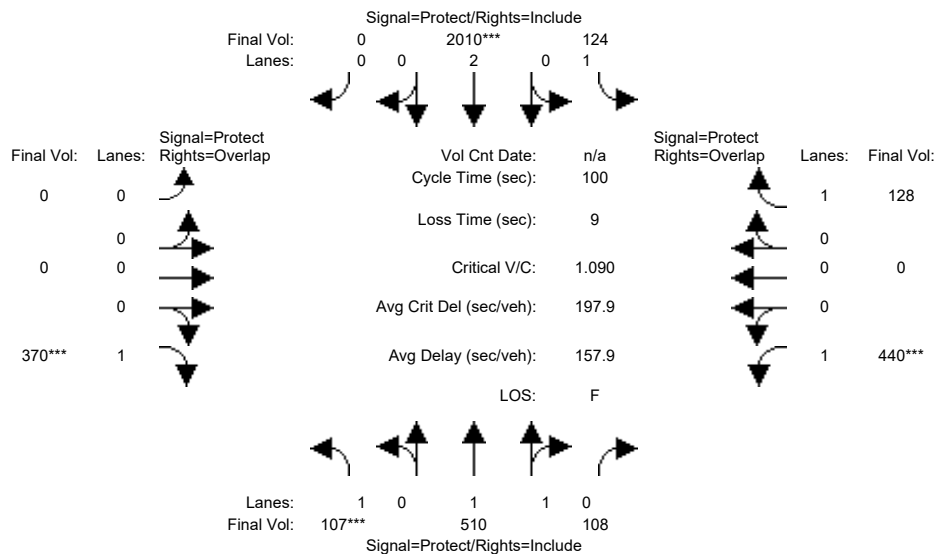 Signal=Protect/Rights=Include
Final Vol: 0 2010*** 124
Lanes: 0 0 2 0 1
Signal=Protect
Final Vol: Lanes: Rights=Overlap
Vol Cnt Date: n/a
Signal=Protect
Rights=Overlap Lanes: Final Vol:
Cycle Time (sec): 100
0 0
1 128
Loss Time (sec): 9
0
0
0 0
Critical V/C: 1.090
0 0
0
Avg Crit Del (sec/veh): 197.9
0
370*** 1
Avg Delay (sec/veh): 157.9
1 440***
LOS: F
Lanes: 1 0 1 1 0
Final Vol: 107*** 510 108
Signal=Protect/Rights=Include